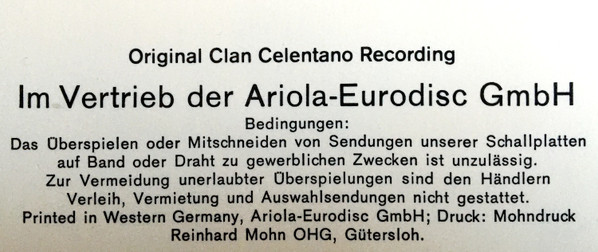 Original Clan Celentano Recording
Im Vertrieb der Ariola-Eurodisc GmbH
Bedingungen:
Das Überspielen oder Mitschneiden von Sendungen unserer Schallplatten
auf Band oder Draht zu gewerblichen Zwecken ist unzulässig.
Zur Vermeidung unerlaubter Überspielungen sind den Händlern
Verleih, Vermietung und Auswahlsendungen nicht gestattet.
Printed in Western Germany, Ariola-Eurodisc GmbH; Druck: Mohndruck
Reinhard Mohn OHG, Gütersloh.